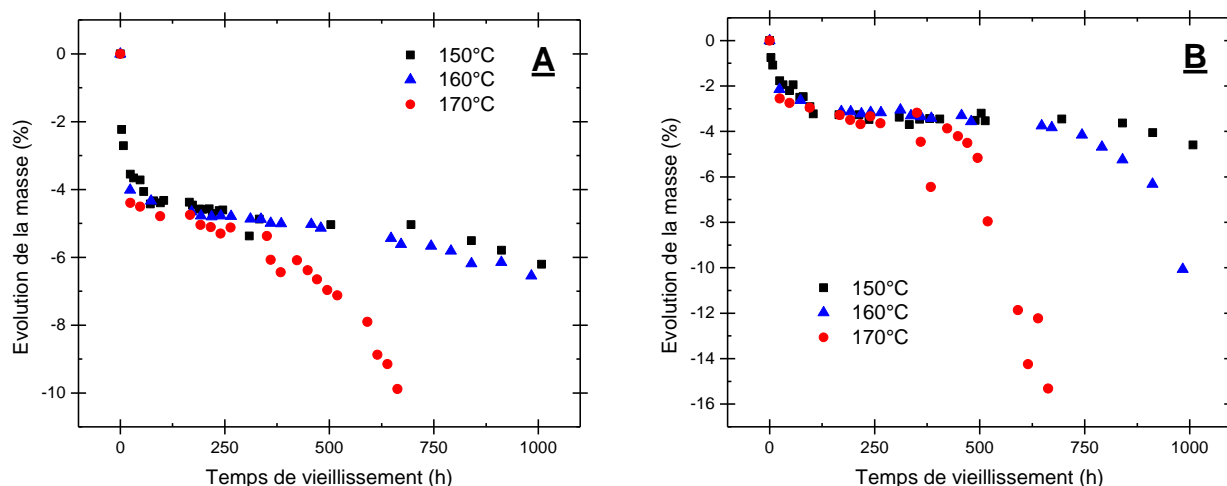 A
150°C
160°C
170°C
0
-2
-4
-6
-8
-10
Evolution de la masse (%)
0
250
500
750
1000
Temps de vieillissement (h)
B
0
-2
-4
-6
-8
-10
-12
-14
-16
Evolution de la masse (%)
150°C
160°C
170°C
0
250
500
750
1000
Temps de vieillissement (h)